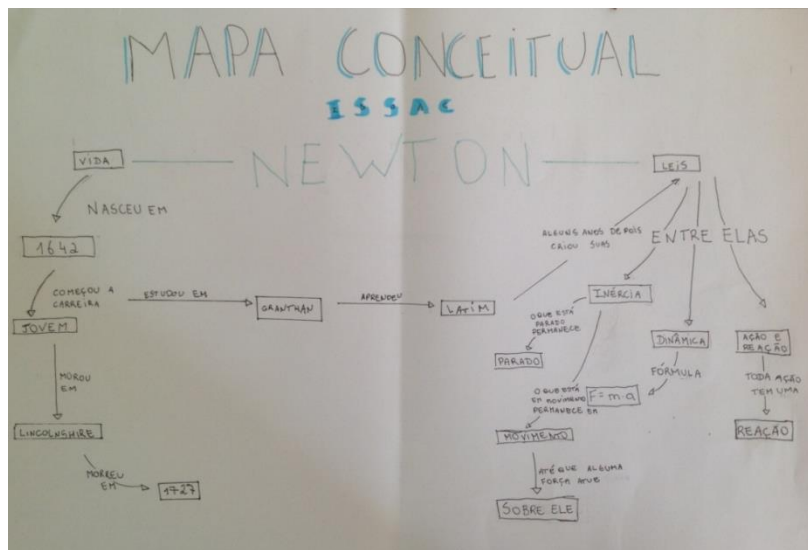 MAPA CONCEITUAL
ISSAC
NEWTON
VIDA
NASCEU EM
1642
COMEÇOU A
CARREIRA
JOVEM
MOROU
EM
LINCOLNSHIRE
MORREU
EM
1727
ESTUDOU EM
GRANTHAN
APRENDEU
LATIM
ALGUNS ANOS DEPOIS
CRIOU SUAS
LEIS
ENTRE ELAS
INÉRCIA
O QUE ESTÁ
PARADO
PERMANECE
PARADO
O QUE ESTÁ
EM MOVIMENTO
PERMANECE EM
MOVIMENTO
ATÉ QUE ALGUMA
FORÇA ATUE
SOBRE ELE
DINÂMICA
FÓRMULA
F=m.a
AÇÃO E
REAÇÃO
TODA AÇÃO
TEM UMA
REAÇÃO